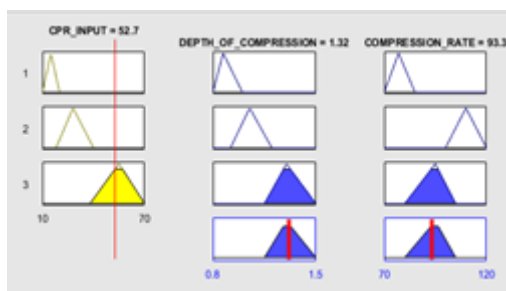 CPR_INPUT = 52.7
DEPTH_OF_COMPRESSION = 1.32
COMPRESSION_RATE = 93.3
1
2
3
10 70
0.8 1.5
70 120